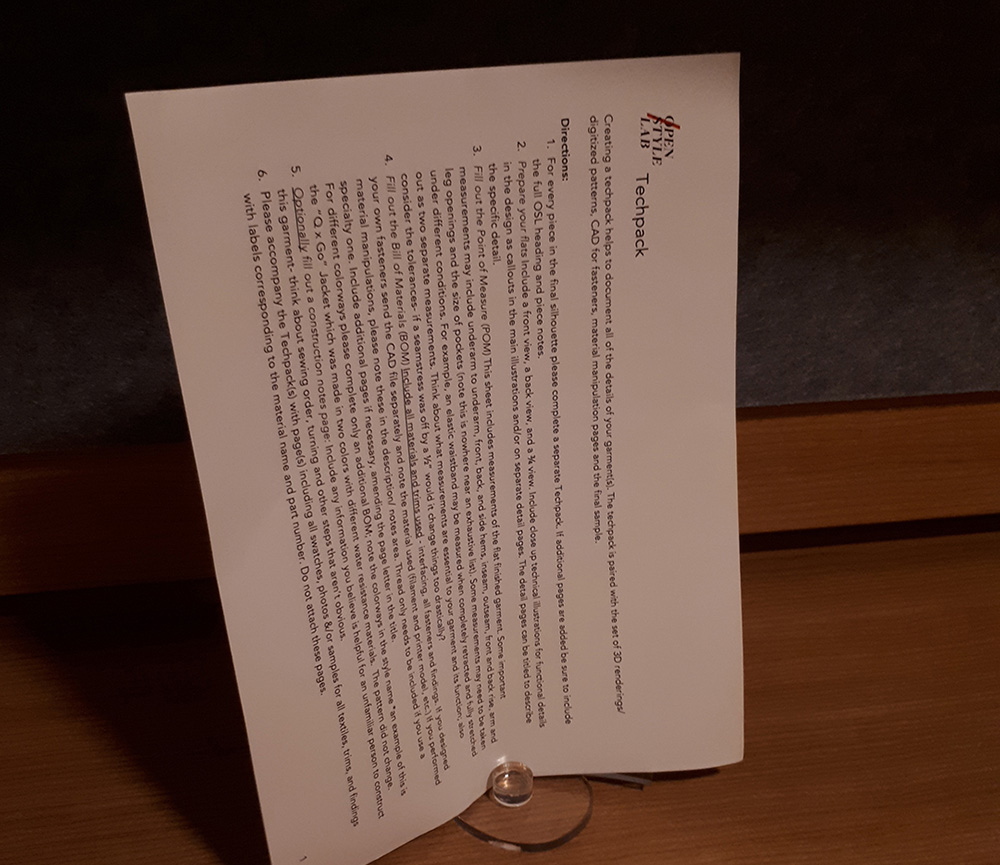 OPEN
STYLE
LAB
Techpack
Creating a techpack helps to document all of the details of your garment(s). The techpack is paired with the set of 3D renderings/
digitized patterns, CAD for fasteners, material manipulation pages and the final sample.
Directions:
1. For every piece in the final silhouette please complete a separate Techpack. If additional pages are added be sure to include
the full OSL heading and piece notes.
2. Prepare your flats Include a front view, a back view, and a ¾ view. Include close up technical illustrations for functional details
in the design as callouts in the main illustrations and/or on separate detail pages. The detail pages can be titled to describe
the specific detail.
3. Fill out the Point of Measure (POM) This sheet includes measurements of the flat finished garment. Some important
measurements may include underarm to underarm, front, back, and side hems, inseam, outseam, front and back rise, arm and
leg openings and the size of pockets (note this is nowhere near an exhaustive list). Some measurements may need to be taken
under different conditions. For example, an elastic waistband may be measured when completely retracted and fully stretched
out as two separate measurements. Think about what measurements are essential to your garment and its function, also
consider the tolerances- if a seamstress was off by a ½" would it change things too drastically?
4. Fill out the Bill of Materials (BOM) Include all materials and trims used - interfacing, all fasteners and findings. If you designed
your own fasteners send the CAD file separately and note the material used (filament and printer model, etc.) If you performed
material manipulations, please note these in the description/ notes area. Thread only needs to be included if you use a
specialty one. Include additional pages if necessary, amending the page letter in the title.
For different colorways please complete only an additional BOM; note the colorways in the style name *an example of this is
the "Q x Go" Jacket which was made in two colors with different water resistance materials. The pattern did not change.
5. Optionally fill out a construction notes page: Include any information you believe is helpful for an unfamiliar person to construct
this garment- think about sewing order, turning and other steps that aren't obvious.
6. Please accompany the Techpack(s) with page(s) including all swatches, photos &/or samples for all textiles, trims, and findings
with labels corresponding to the material name and part number. Do not attach these pages.
1